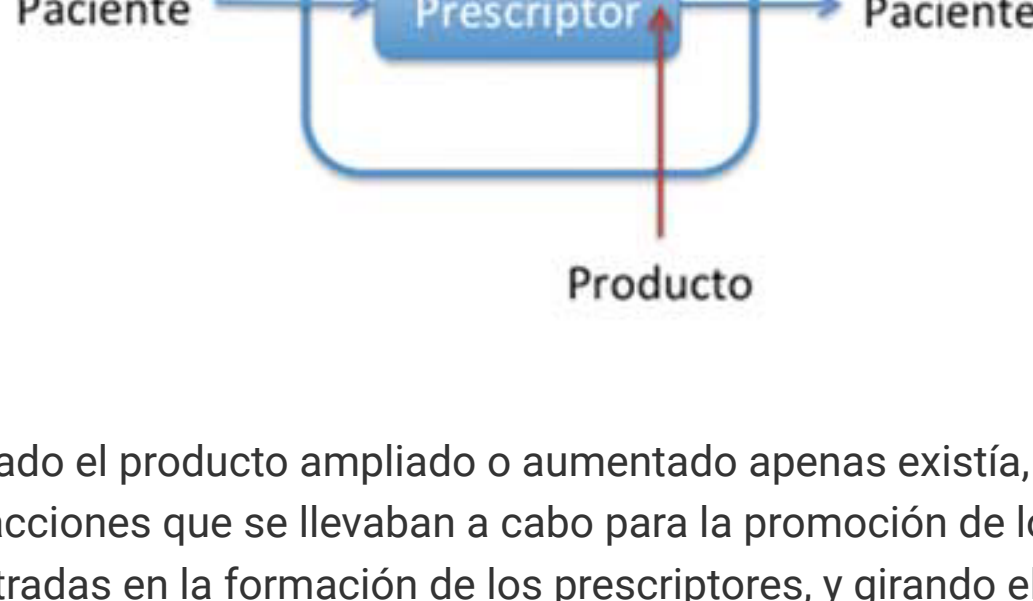 Paciente Prescriptor Paciente
Producto
ado el producto ampliado o aumentado apenas existía,
acciones que se llevaban a cabo para la promoción de lo
tradas en la formación de los prescriptores, y girando el